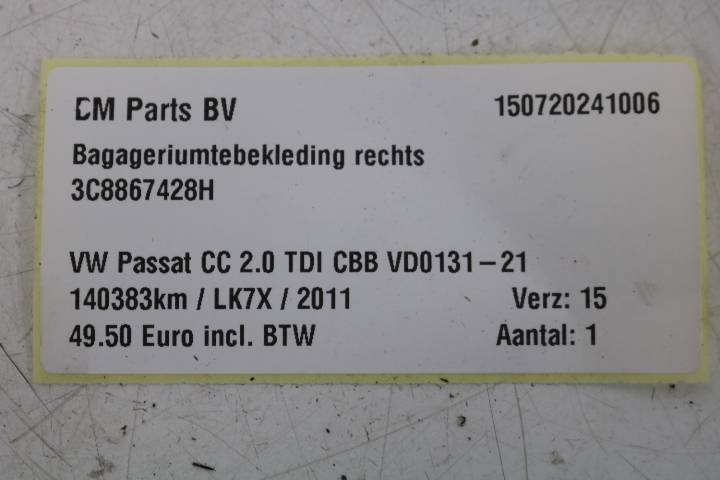 CM Parts BV 150720241006
Bagageriumtebekleding rechts
3C8867428H
VW Passat CC 2.0 TDI CBB VD0131-21
140383km / LK7X / 2011 Verz: 15
49.50 Euro incl. BTW Aantal: 1